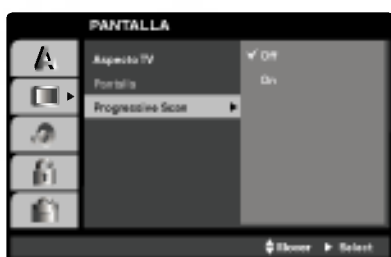 PANTALLA
A
Aspecto TV
Pantalla
Progressive Scan
Off
On
Mover
Select